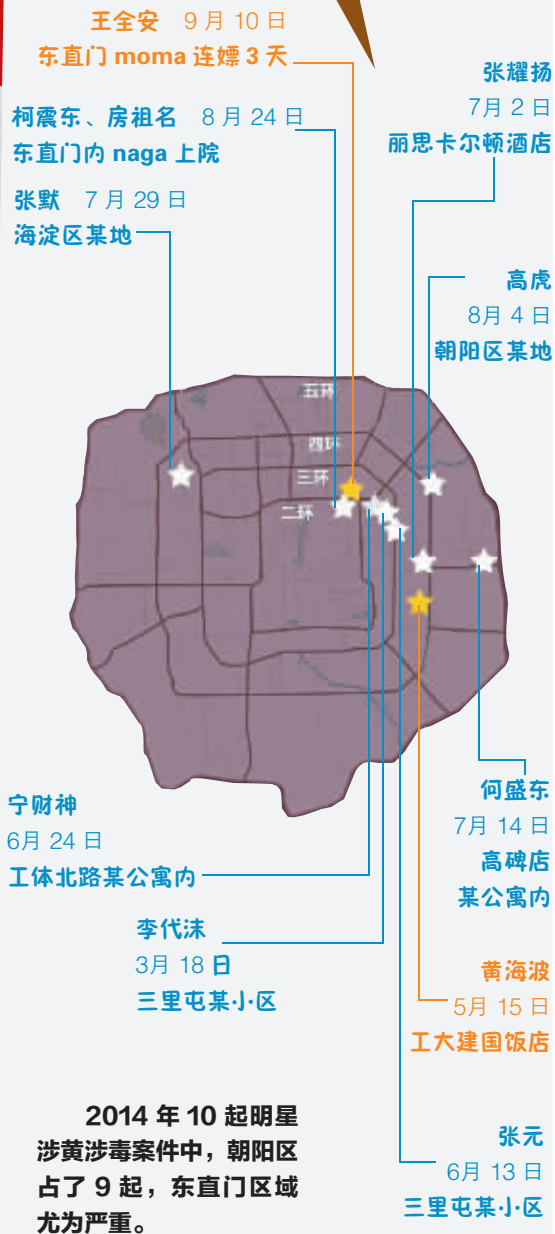 王全安 9月10日
东直门 moma 连嫖 3 天
柯震东、房祖名 8月24日
东直门内 naga 上院
张默 7月29日
海淀区某地
张耀扬
7月2日
丽思卡尔顿酒店
高虎
8月4日
朝阳区某地
五环
四环
三环
二环
宁财神
6月24日
工体北路某公寓内
李代沫
3月18日
三里屯某小区
何盛东
7月14日
高碑店
某公寓内
黄海波
5月15日
工大建国饭店
张元
6月13日
三里屯某小区
2014 年 10 起明星
涉黄涉毒案件中，朝阳区
占了 9 起，东直门区域
尤为严重。